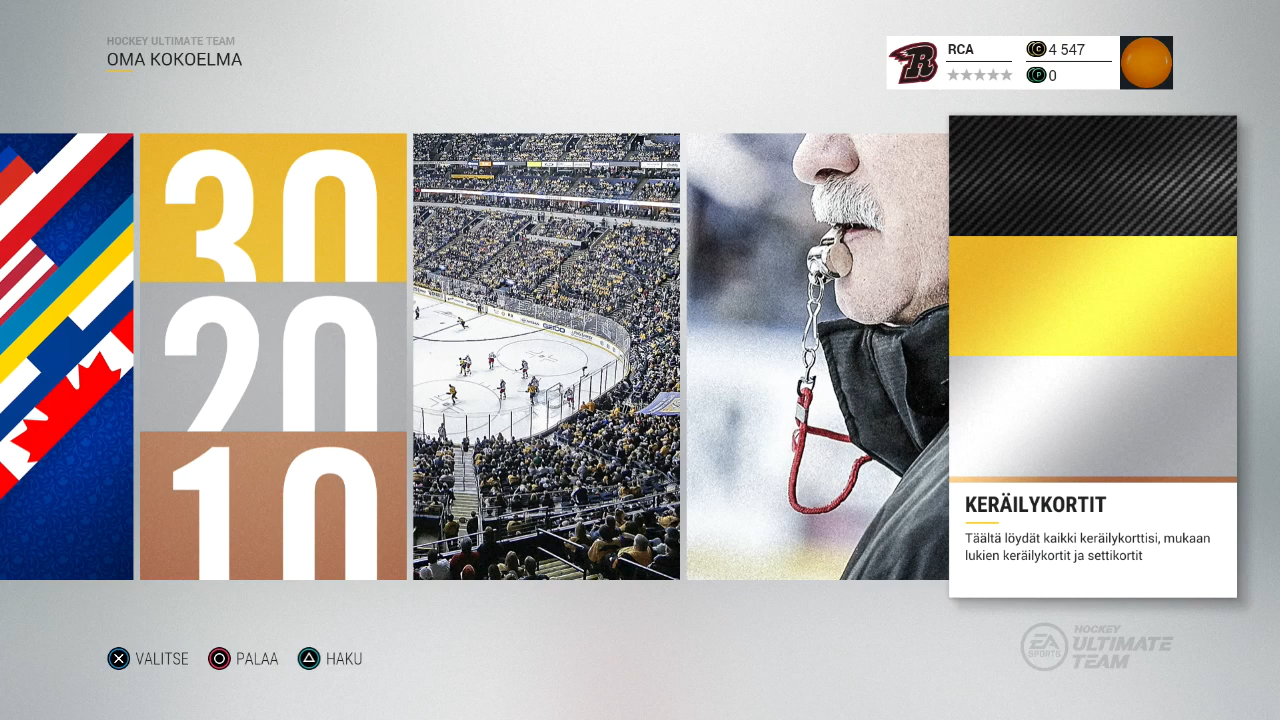 HOCKEY ULTIMATE TEAM
OMA KOKOELMA
R
RCA
C 4 547
P 0
30
20
10
GEICO
KERÄILYKORTIT
Täältä löydät kaikki keräilykorttisi, mukaan
lukien keräilykortit ja settikortit
VALITSE
PALAA
HAKU
EA
SPORTS
HOCKEY
ULTIMATE
TEAM